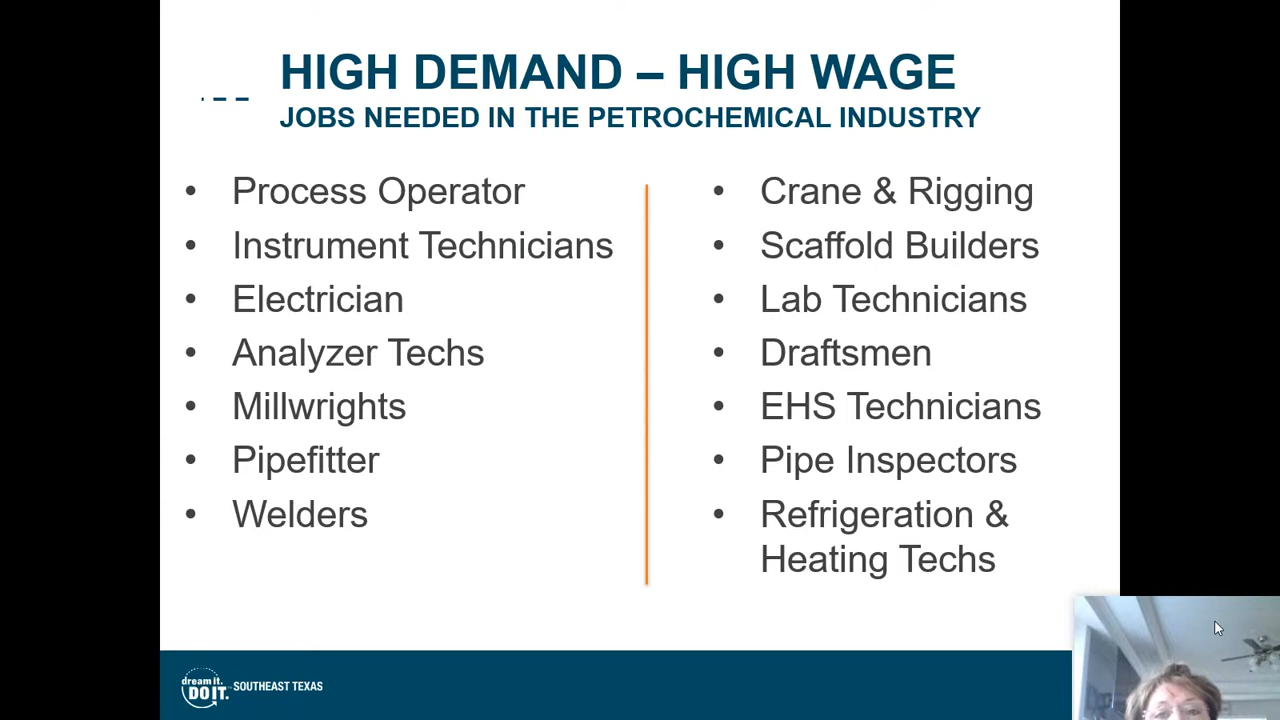 HIGH DEMAND – HIGH WAGE
JOBS NEEDED IN THE PETROCHEMICAL INDUSTRY
• Process Operator
• Instrument Technicians
• Electrician
• Analyzer Techs
• Millwrights
• Pipefitter
• Welders
• Crane & Rigging
• Scaffold Builders
• Lab Technicians
• Draftsmen
• EHS Technicians
• Pipe Inspectors
• Refrigeration &
Heating Techs
dream it.
DO IT.
SOUTHEAST TEXAS